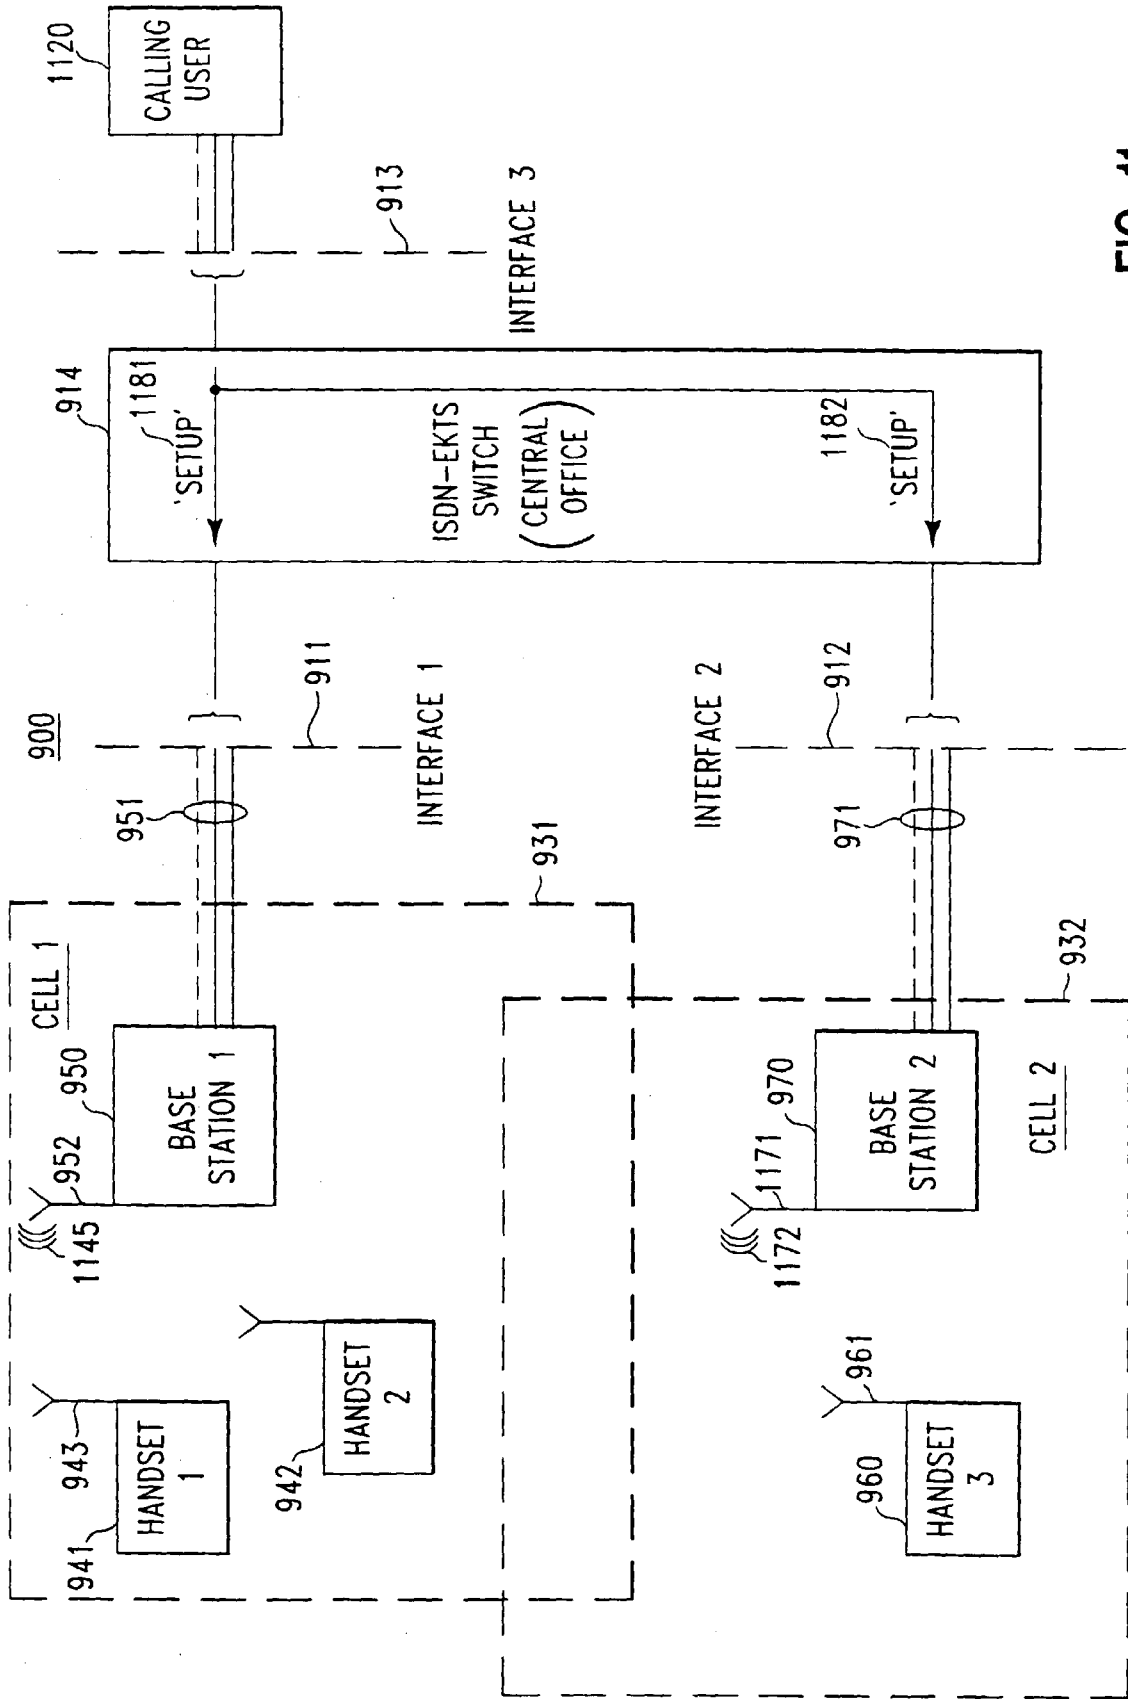 1120
CALLING
USER
913
INTERFACE 3
914
1181
'SETUP'
ISDN-EKTS
SWITCH
(CENTRAL
OFFICE)
1182
'SETUP'
900
951
911
INTERFACE 1
INTERFACE 2
912
971
931
932
CELL 1
950
952
BASE
STATION 1
1145
970
1171
BASE
STATION 2
1172
CELL 2
943
941
HANDSET
1
942
HANDSET
2
961
960
HANDSET
3
FIG. 11